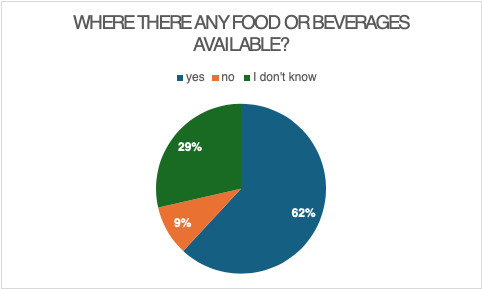 WHERE THERE ANY FOOD OR BEVERAGES
AVAILABLE?
yes no I don't know
29%
9%
62%